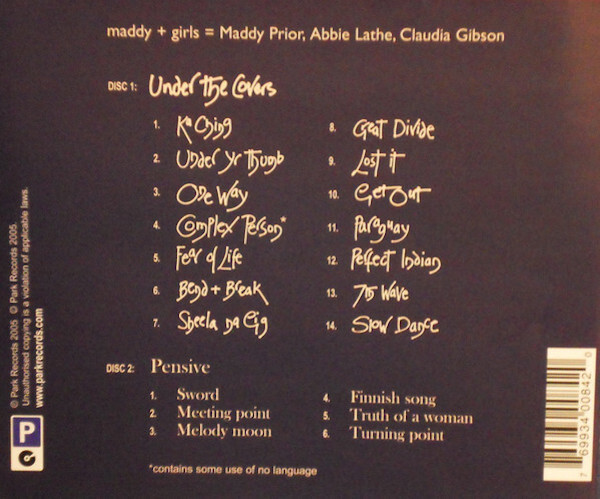 maddy + girls = Maddy Prior, Abbie Lathe, Claudia Gibson
DISC 1: Under The Covers
1. Ka Ching
2. Under Yr Thumb
3. One Way
4. Complex Person*
5. Fear of Life
6. Bend + Break
7. Sheela na Gig
8. Great Divide
9. Lost it
10. Get Out
11. Paraguay
12. Perfect Indian
13. 7th Wave
14. Slow Dance
DISC 2: Pensive
1. Sword
2. Meeting point
3. Melody moon
4. Finnish song
5. Truth of a woman
6. Turning point
*contains some use of no language
℗ Park Records 2005 © Park Records 2005.
Unauthorised copying is a violation of applicable laws.
www.parkrecords.com
P
7 69934 00842 0